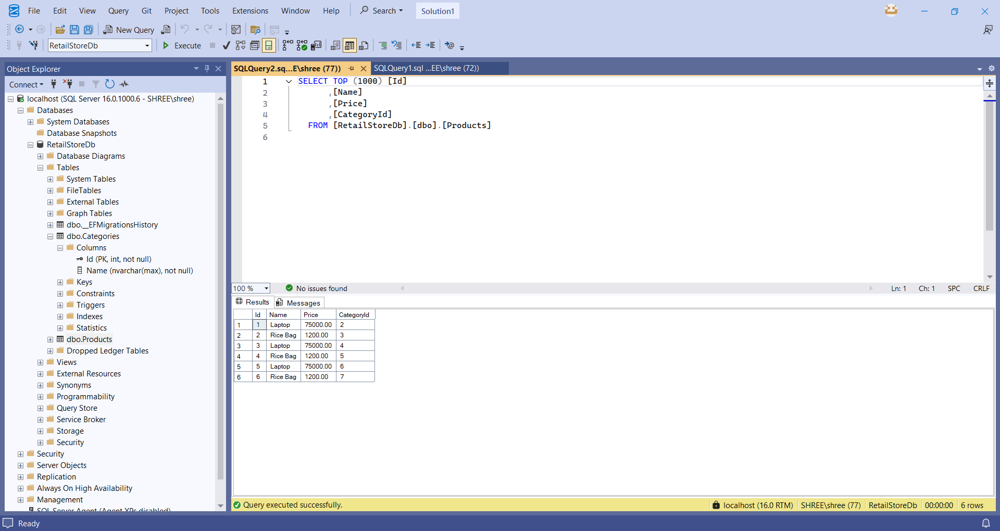 File Edit View Query Git Project Tools Extensions Window Help Search Solution1
New Query
RetailStoreDb Execute
Object Explorer
Connect
localhost (SQL Server 16.0.1000.6 - SHREE\shree)
Databases
System Databases
Database Snapshots
RetailStoreDb
Database Diagrams
Tables
System Tables
FileTables
External Tables
Graph Tables
dbo.__EFMigrationsHistory
dbo.Categories
Columns
Id (PK, int, not null)
Name (nvarchar(max), not null)
Keys
Constraints
Triggers
Indexes
Statistics
dbo.Products
Dropped Ledger Tables
Views
External Resources
Synonyms
Programmability
Query Store
Service Broker
Storage
Security
Security
Server Objects
Replication
Always On High Availability
Management
SQL Server Agent (Agent XPs disabled)
SQLQuery2.sq...E\shree (77)) SQLQuery1.sql ...EE\shree (72))
1 SELECT TOP (1000) [Id]
2 ,[Name]
3 ,[Price]
4 ,[CategoryId]
5 FROM [RetailStoreDb].[dbo].[Products]
6
100 % No issues found Ln: 1 Ch: 1 SPC CRLF
Results Messages
Id Name Price CategoryId
1 1 Laptop 75000.00 2
2 2 Rice Bag 1200.00 3
3 3 Laptop 75000.00 4
4 4 Rice Bag 1200.00 5
5 5 Laptop 75000.00 6
6 6 Rice Bag 1200.00 7
Query executed successfully. localhost (16.0 RTM) SHREE\shree (77) RetailStoreDb 00:00:00 6 rows
Ready